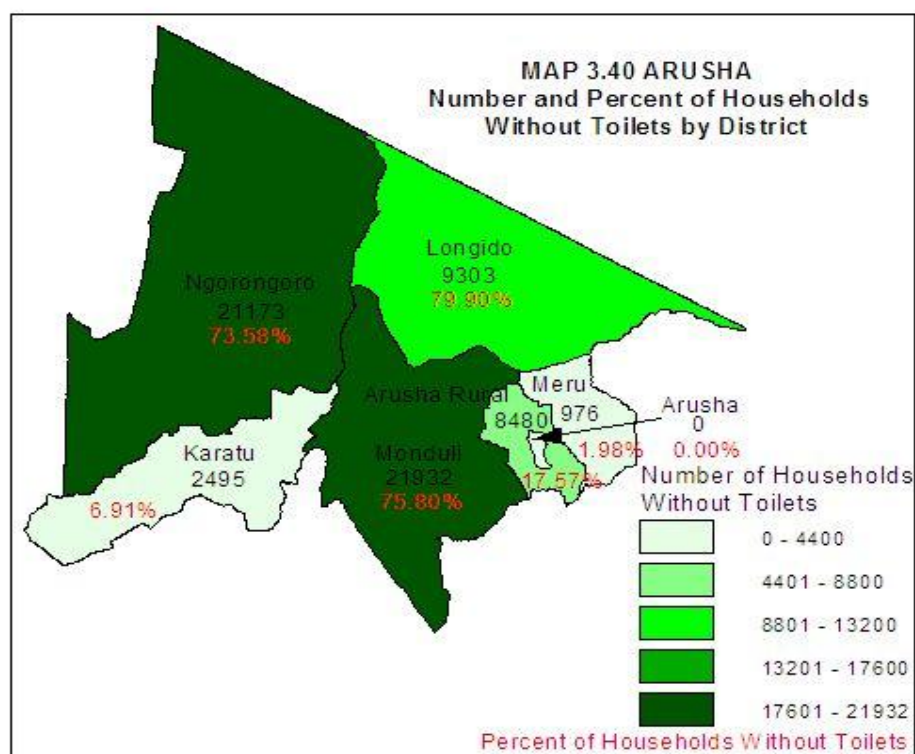 MAP 3.40 ARUSHA
Number and Percent of Households
Without Toilets by District
Longido
9303
79.90%
Ngorongoro
21173
73.58%
Arusha Rural
8480
17.57%
Meru
976
1.98%
Arusha
0
0.00%
Karatu
2495
6.91%
Monduli
21932
75.80%
Number of Households
Without Toilets
0 - 4400
4401 - 8800
8801 - 13200
13201 - 17600
17601 - 21932
Percent of Households Without Toilets